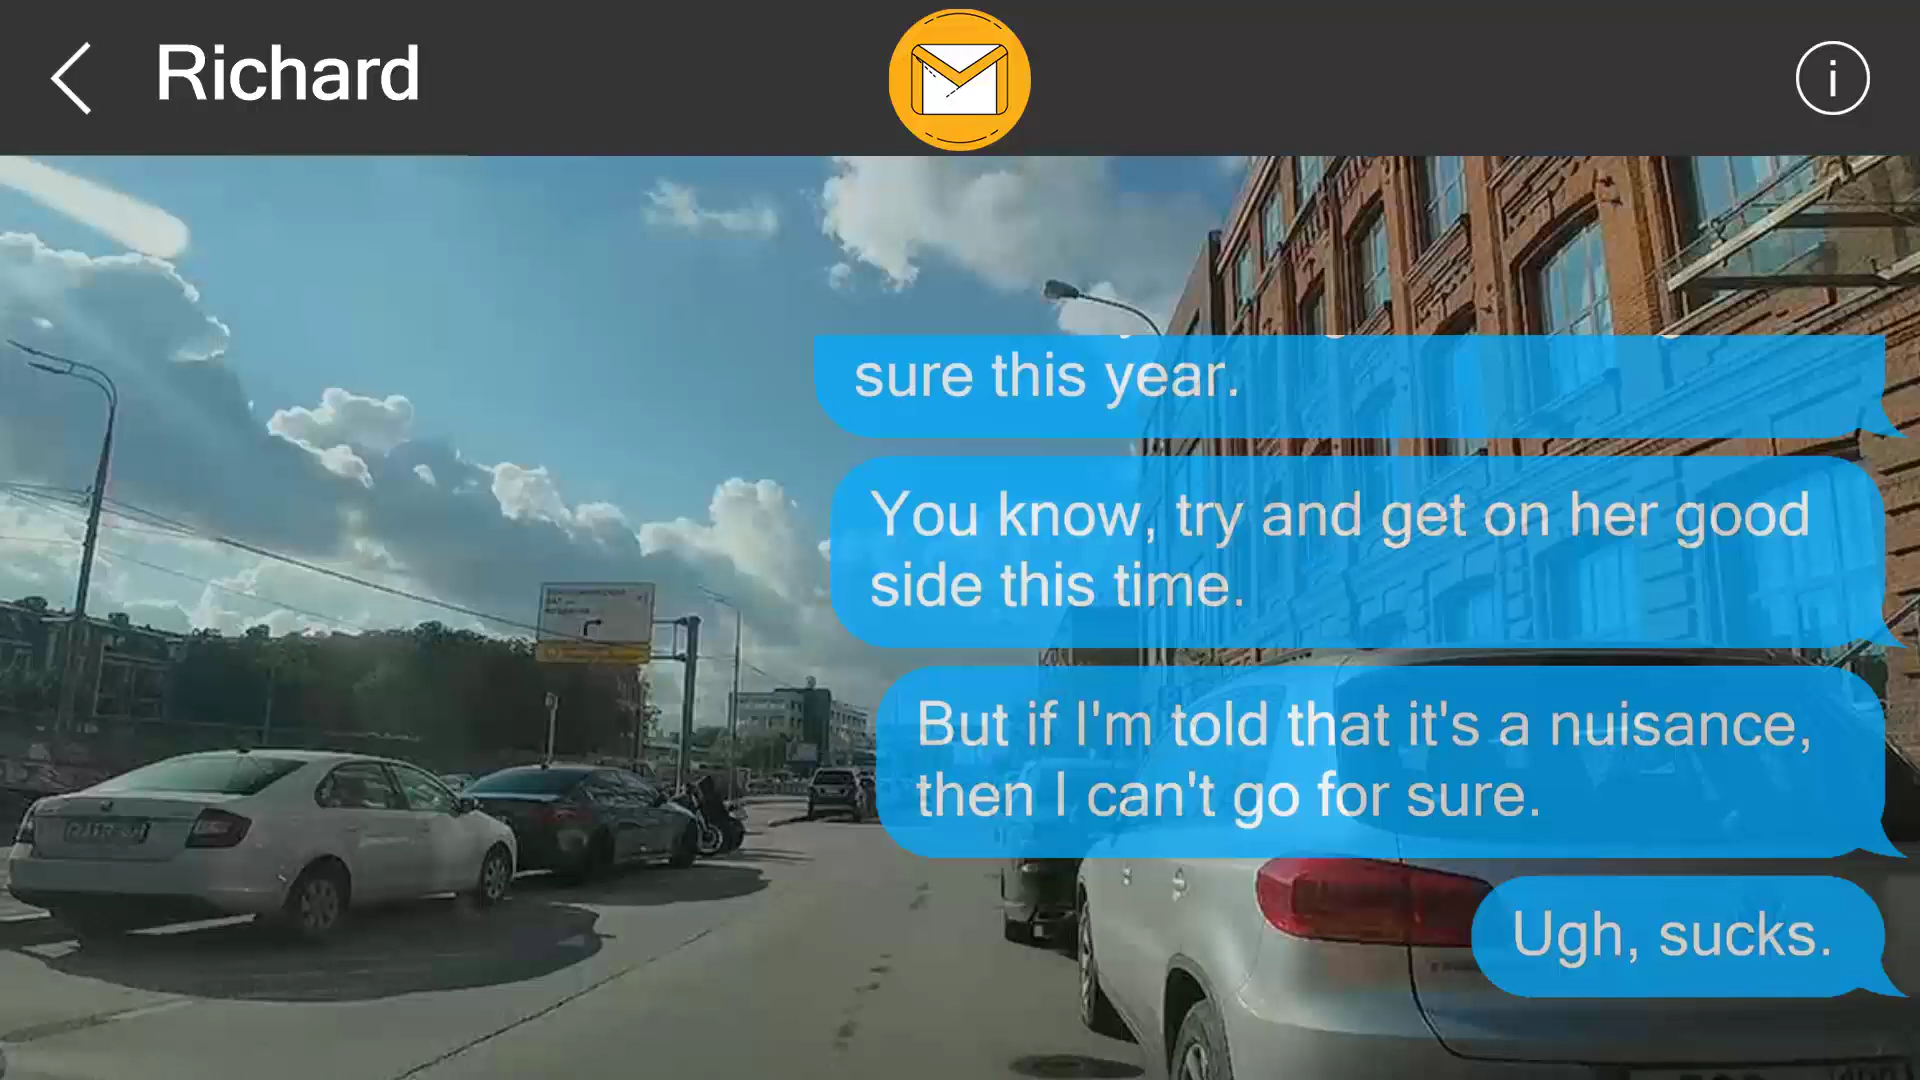 Richard
i
sure this year.
You know, try and get on her good
side this time.
But if I'm told that it's a nuisance,
then I can't go for sure.
Ugh, sucks.